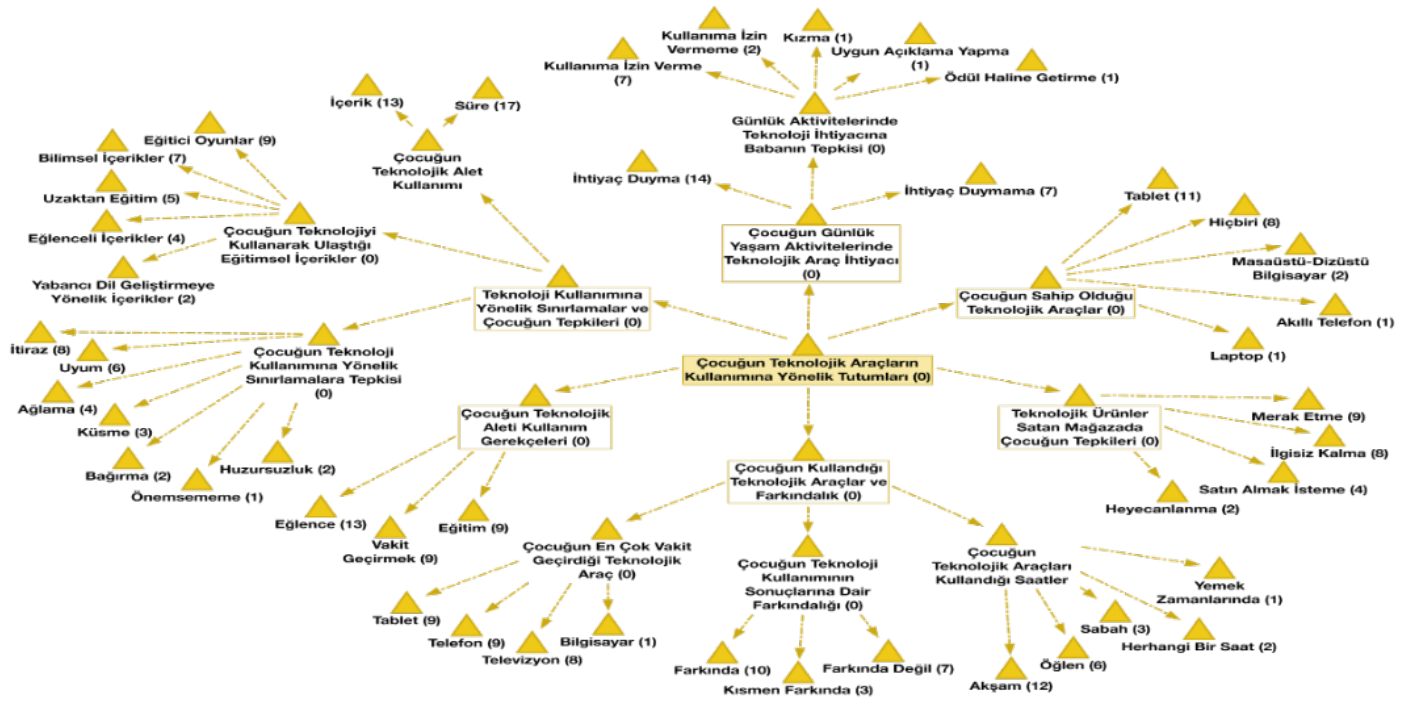 Kullanıma İzin
Vermeme (2)
Kızma (1)
Uygun Açıklama Yapma
(1)
Kullanıma İzin Verme
(7)
Ödül Haline Getirme (1)
Günlük Aktivitelerinde
Teknoloji İhtiyacına
Babanın Tepkisi (0)
İçerik (13)
Süre (17)
Çocuğun
Teknolojik Alet
Kullanımı
Eğitici Oyunlar (9)
Bilimsel İçerikler (7)
Uzaktan Eğitim (5)
Eğlenceli İçerikler (4)
Yabancı Dil Geliştirmeye
Yönelik İçerikler (2)
Çocuğun Teknolojiyi
Kullanarak Ulaştığı
Eğitimsel İçerikler (0)
İhtiyaç Duyma (14)
İhtiyaç Duymama (7)
Çocuğun Günlük
Yaşam Aktivitelerinde
Teknolojik Araç İhtiyacı
(0)
Tablet (11)
Hiçbiri (8)
Masaüstü-Dizüstü
Bilgisayar (2)
Akıllı Telefon (1)
Laptop (1)
Çocuğun Sahip Olduğu
Teknolojik Araçlar (0)
Teknoloji Kullanımına
Yönelik Sınırlamalar ve
Çocuğun Tepkileri (0)
Çocuğun Teknolojik Araçların
Kullanımına Yönelik Tutumları (0)
İtiraz (8)
Uyum (6)
Ağlama (4)
Küsme (3)
Bağırma (2)
Önemsememe (1)
Huzursuzluk (2)
Çocuğun Teknoloji
Kullanımına Yönelik
Sınırlamalara Tepkisi
(0)
Çocuğun Teknolojik
Aleti Kullanım
Gerekçeleri (0)
Eğlence (13)
Vakit
Geçirmek (9)
Eğitim (9)
Teknolojik Ürünler
Satan Mağazada
Çocuğun Tepkileri (0)
Merak Etme (9)
İlgisiz Kalma (8)
Satın Almak İsteme (4)
Heyecanlanma (2)
Çocuğun Kullandığı
Teknolojik Araçlar ve
Farkındalık (0)
Çocuğun En Çok Vakit
Geçirdiği Teknolojik
Araç (0)
Tablet (9)
Telefon (9)
Televizyon (8)
Bilgisayar (1)
Çocuğun Teknoloji
Kullanımının
Sonuçlarına Dair
Farkındalığı (0)
Farkında (10)
Kısmen Farkında (3)
Farkında Değil (7)
Çocuğun
Teknolojik Araçları
Kullandığı Saatler
Yemek
Zamanlarında (1)
Sabah (3)
Herhangi Bir Saat (2)
Öğlen (6)
Akşam (12)